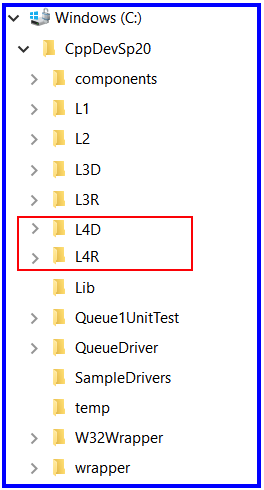 Windows (C:)
CppDevSp20
components
L1
L2
L3D
L3R
L4D
L4R
Lib
Queue1UnitTest
QueueDriver
SampleDrivers
temp
W32Wrapper
wrapper